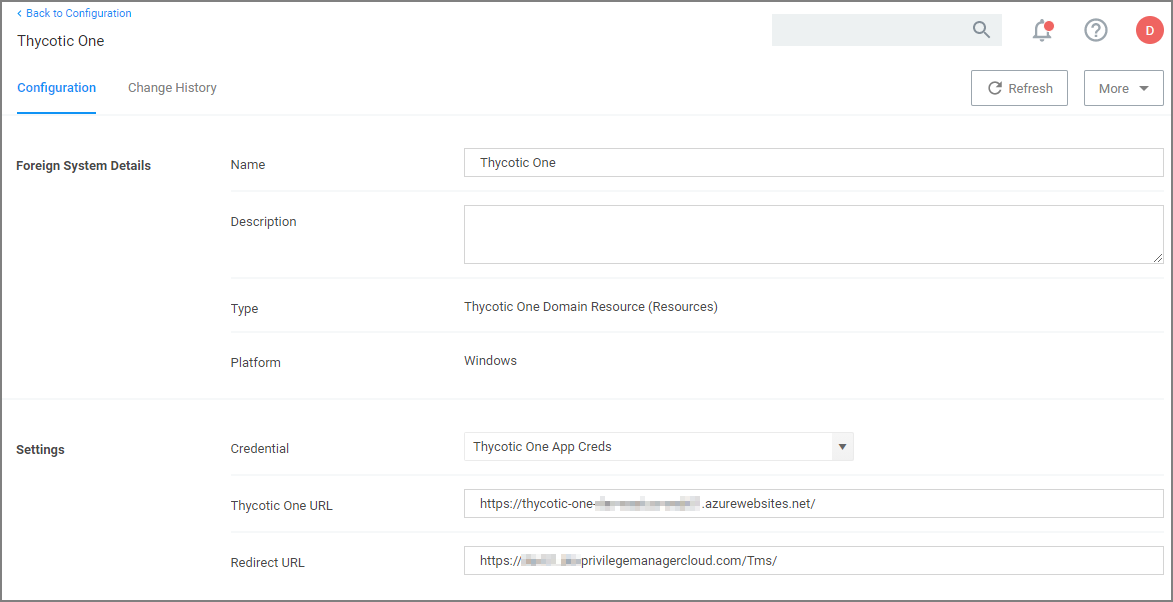 Back to Configuration
Thycotic One
D
Configuration Change History Refresh More
Foreign System Details Name Thycotic One
Description
Type Thycotic One Domain Resource (Resources)
Platform Windows
Settings Credential Thycotic One App Creds
Thycotic One URL https://thycotic-one- .azurewebsites.net/
Redirect URL https:// privilegemanagercloud.com/Tms/